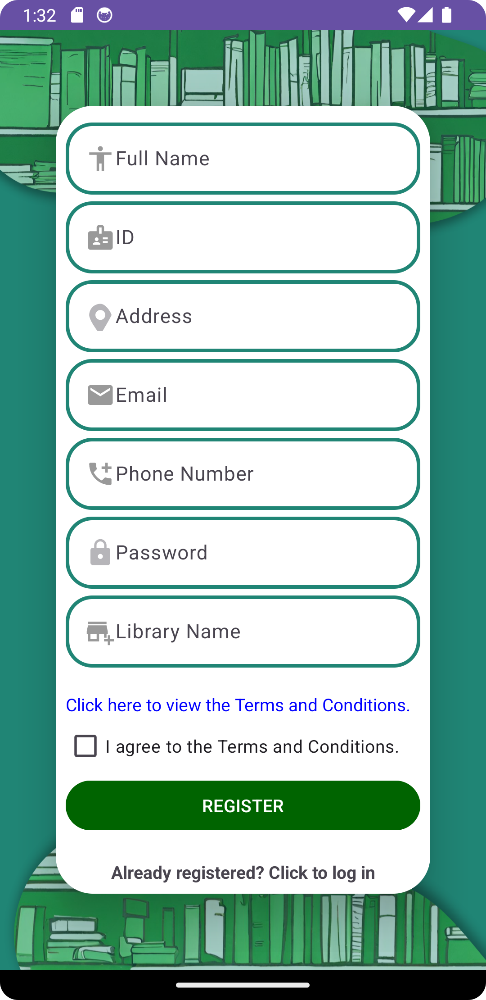 1:32
Full Name
ID
Address
Email
Phone Number
Password
Library Name
Click here to view the Terms and Conditions.
I agree to the Terms and Conditions.
REGISTER
Already registered? Click to log in